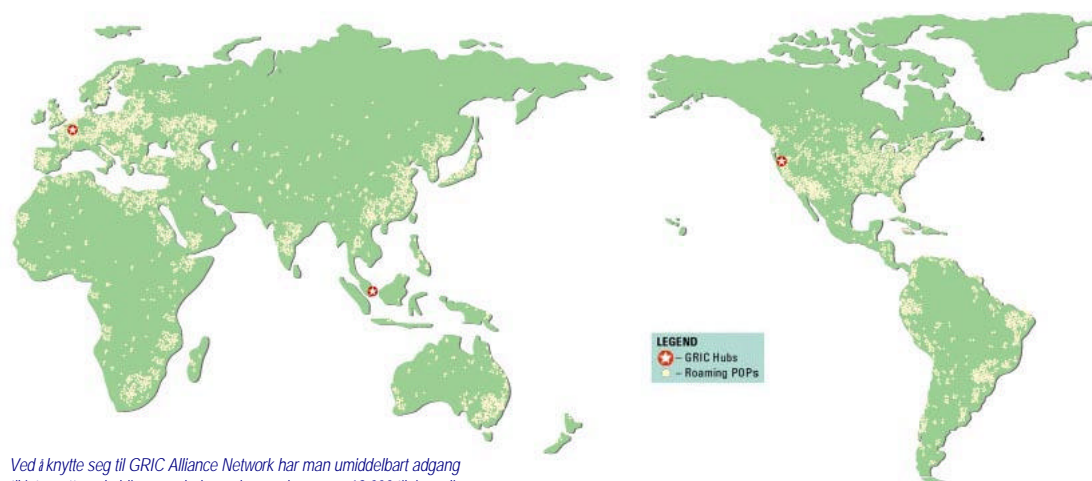 LEGEND
– GRIC Hubs
– Roaming POPs
Ved å knytte seg til GRIC Alliance Network har man umiddelbart adgang